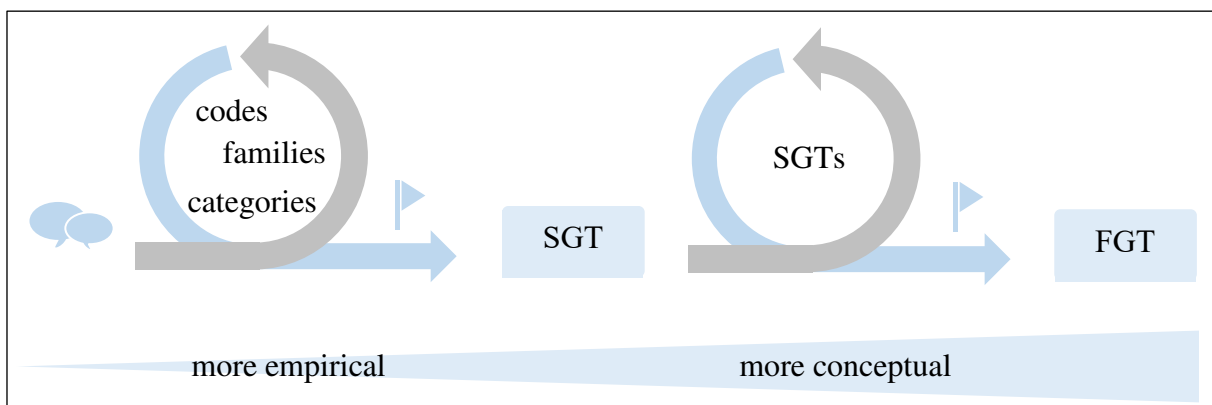 codes
families
categories
SGT
SGTs
FGT
more empirical
more conceptual